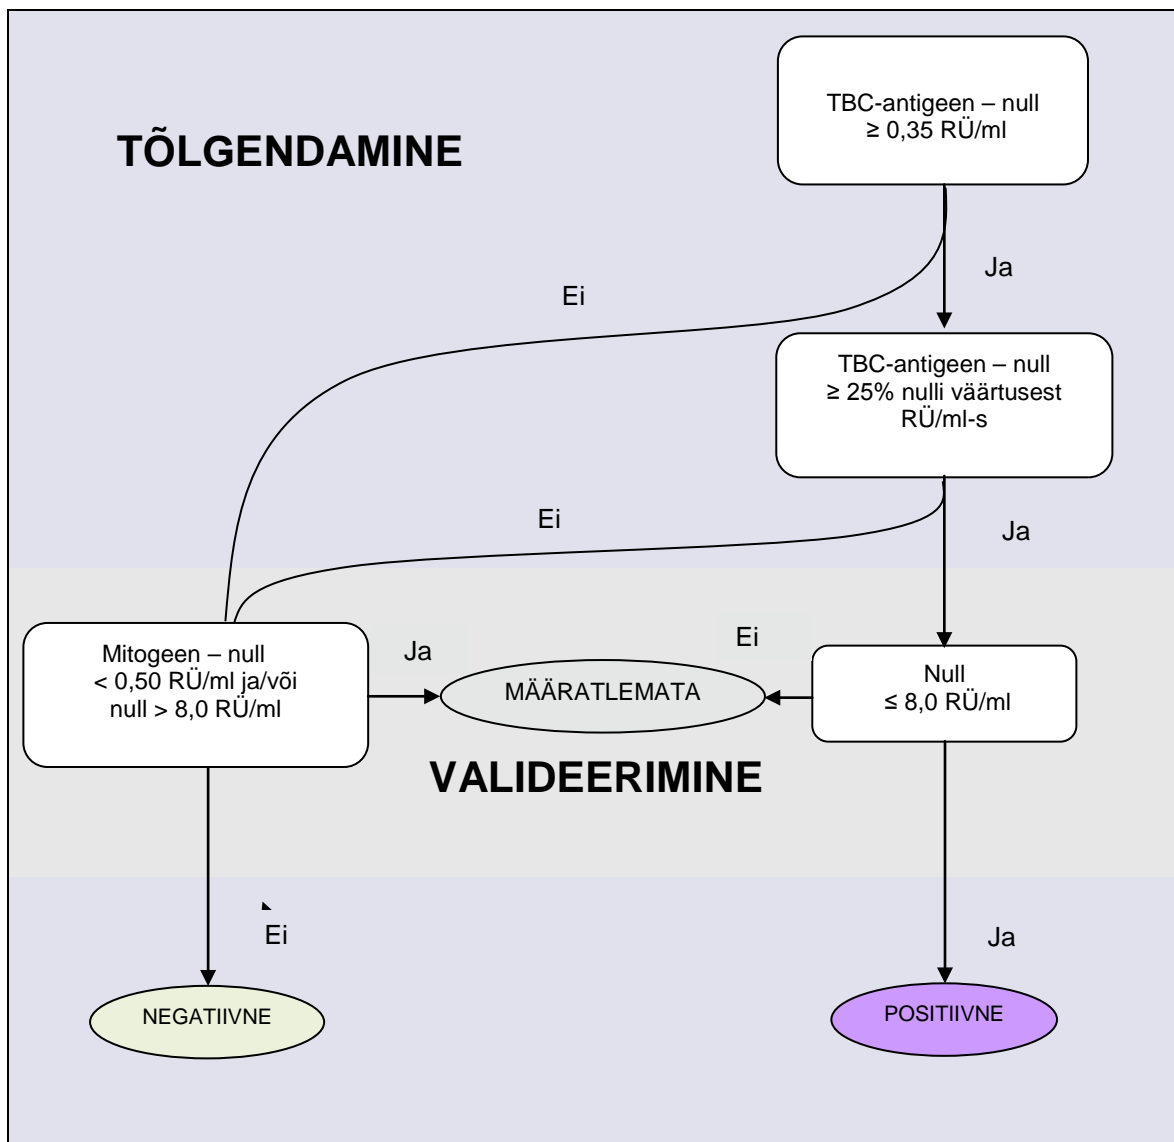 TBC-antigeen – null
≥ 0,35 RÜ/ml
TÕLGENDAMINE
Ja
Ei
TBC-antigeen – null
≥ 25% nulli väärtusest
RÜ/ml-s
Ei
Ja
Mitogeen – null
< 0,50 RÜ/ml ja/või
null > 8,0 RÜ/ml
Ja
MÄÄRATLEMATA
Ei
Null
≤ 8,0 RÜ/ml
VALIDEERIMINE
Ei
Ja
NEGATIIVNE
POSITIIVNE